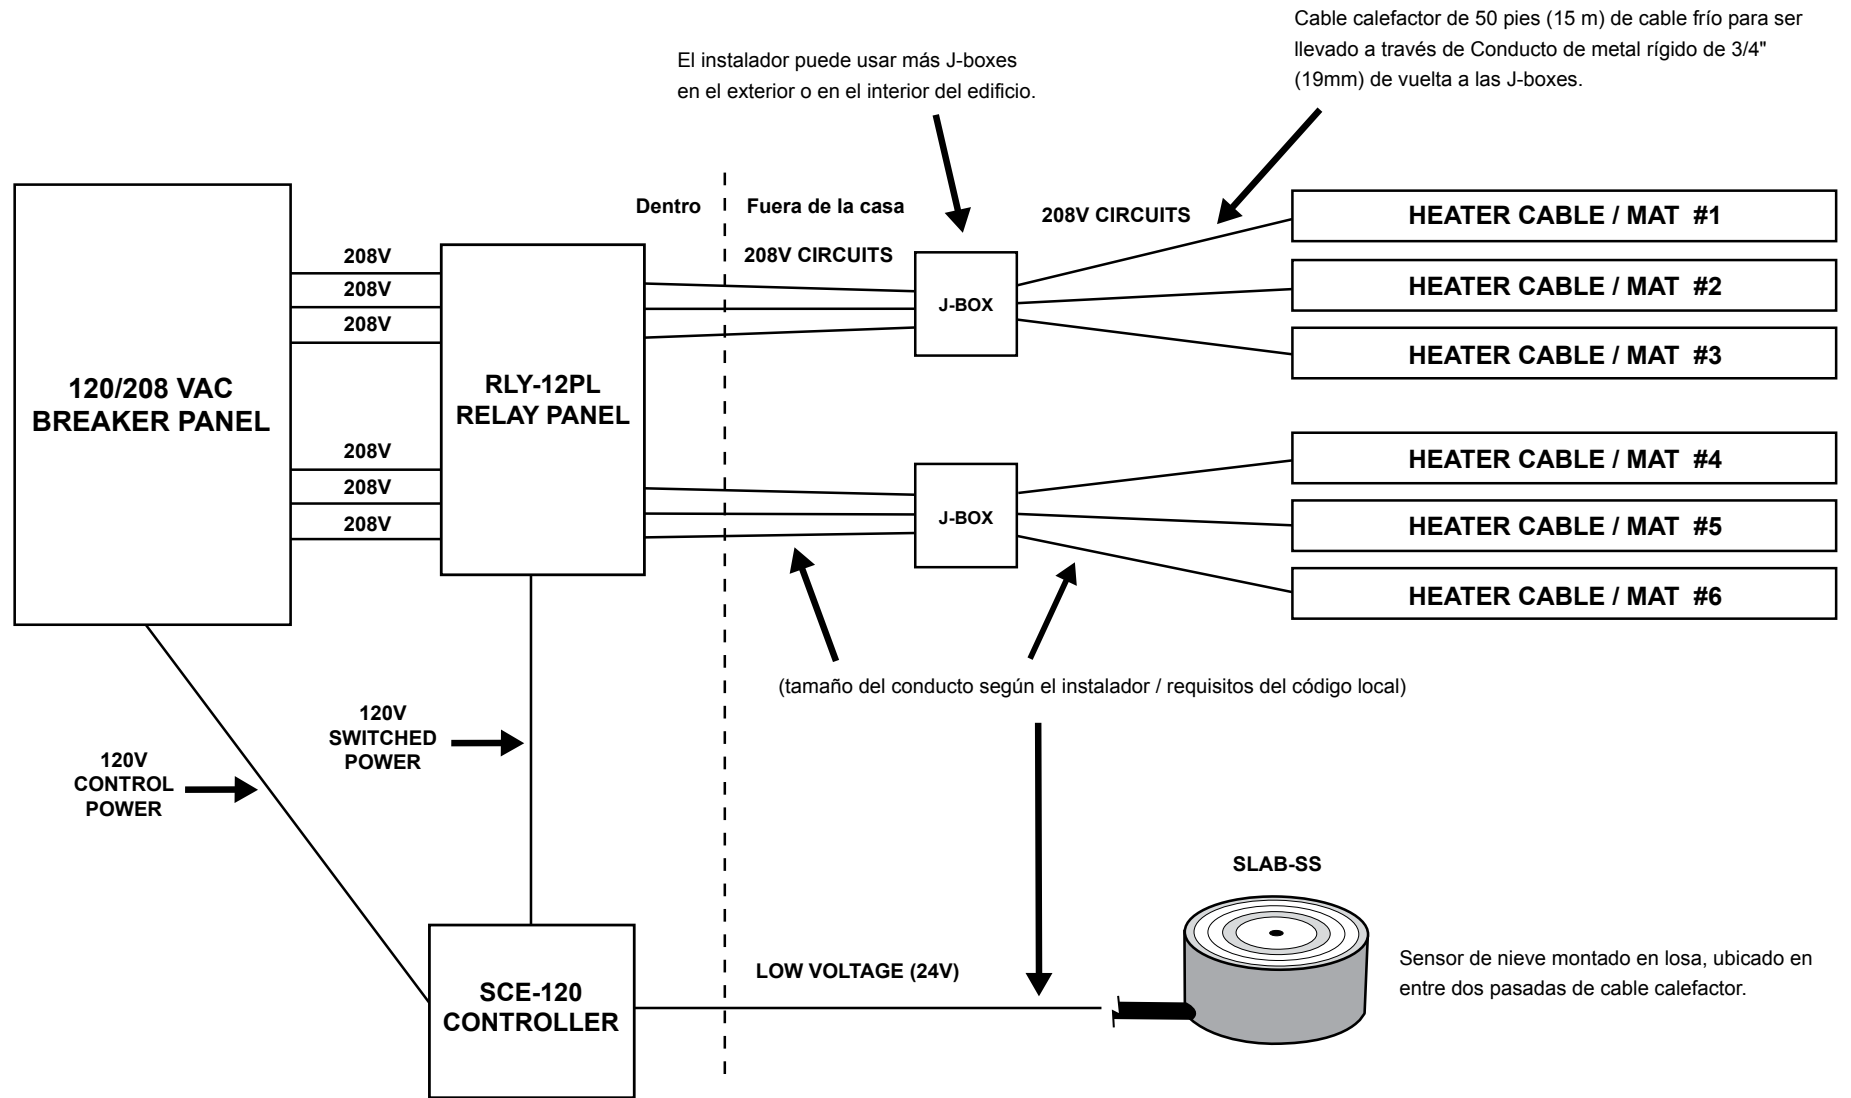 Cable calefactor de 50 pies (15 m) de cable frío para ser
llevado a través de Conducto de metal rígido de 3/4"
(19mm) de vuelta a las J-boxes.
El instalador puede usar más J-boxes
en el exterior o en el interior del edificio.
Dentro
Fuera de la casa
208V CIRCUITS
208V CIRCUITS
HEATER CABLE / MAT #1
HEATER CABLE / MAT #2
HEATER CABLE / MAT #3
208V
208V
208V
J-BOX
120/208 VAC
BREAKER PANEL
RLY-12PL
RELAY PANEL
208V
208V
208V
J-BOX
HEATER CABLE / MAT #4
HEATER CABLE / MAT #5
HEATER CABLE / MAT #6
(tamaño del conducto según el instalador / requisitos del código local)
120V
SWITCHED
POWER
120V
CONTROL
POWER
SLAB-SS
LOW VOLTAGE (24V)
Sensor de nieve montado en losa, ubicado en
entre dos pasadas de cable calefactor.
SCE-120
CONTROLLER